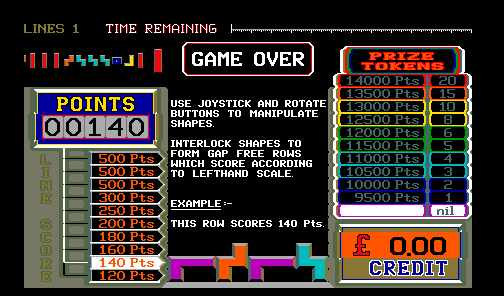 LINES 1 TIME REMAINING
GAME OVER
PRIZE
TOKENS
14000 Pts 20
13500 Pts 15
13000 Pts 10
12500 Pts 8
12000 Pts 6
11500 Pts 5
11000 Pts 4
10500 Pts 3
10000 Pts 2
9500 Pts 1
nil
POINTS
00140
LINE SCORE
500 Pts
500 Pts
500 Pts
300 Pts
250 Pts
200 Pts
180 Pts
160 Pts
140 Pts
120 Pts
USE JOYSTICK AND ROTATE
BUTTONS TO MANIPULATE
SHAPES.
INTERLOCK SHAPES TO
FORM GAP FREE ROWS
WHICH SCORE ACCORDING
TO LEFTHAND SCALE.
EXAMPLE:-
THIS ROW SCORES 140 Pts.
£ 0.00
CREDIT